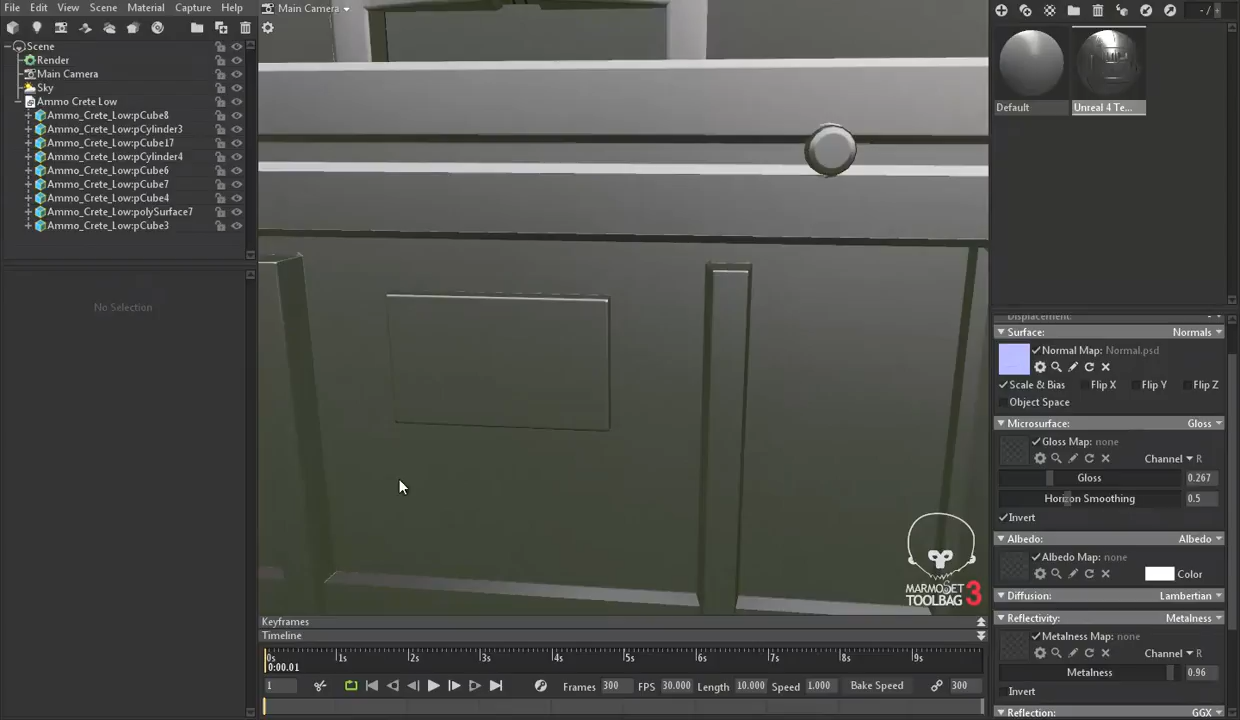 File Edit View Scene Material Capture Help
Main Camera
- / +
Scene
Render
Main Camera
Sky
Ammo Crete Low
Ammo_Crete_Low:pCube8
Ammo_Crete_Low:pCylinder3
Ammo_Crete_Low:pCube17
Ammo_Crete_Low:pCylinder4
Ammo_Crete_Low:pCube6
Ammo_Crete_Low:pCube7
Ammo_Crete_Low:pCube4
Ammo_Crete_Low:polySurface7
Ammo_Crete_Low:pCube3
No Selection
Default
Unreal 4 Te...
Displacement:
Surface: Normals
Normal Map: Normal.psd
Scale & Bias Flip X Flip Y Flip Z
Object Space
Microsurface: Gloss
Gloss Map: none
Channel R
Gloss 0.267
Horizon Smoothing 0.5
Invert
Albedo: Albedo
Albedo Map: none
Color
Diffusion: Lambertian
Reflectivity: Metalness
Metalness Map: none
Channel R
Metalness 0.96
Invert
Reflection: GGX
MARMOSET
TOOLBAG 3
Keyframes
Timeline
0s 1s 2s 3s 4s 5s 6s 7s 8s 9s
0:00.01
1 Frames 300 FPS 30.000 Length 10.000 Speed 1.000 Bake Speed 300